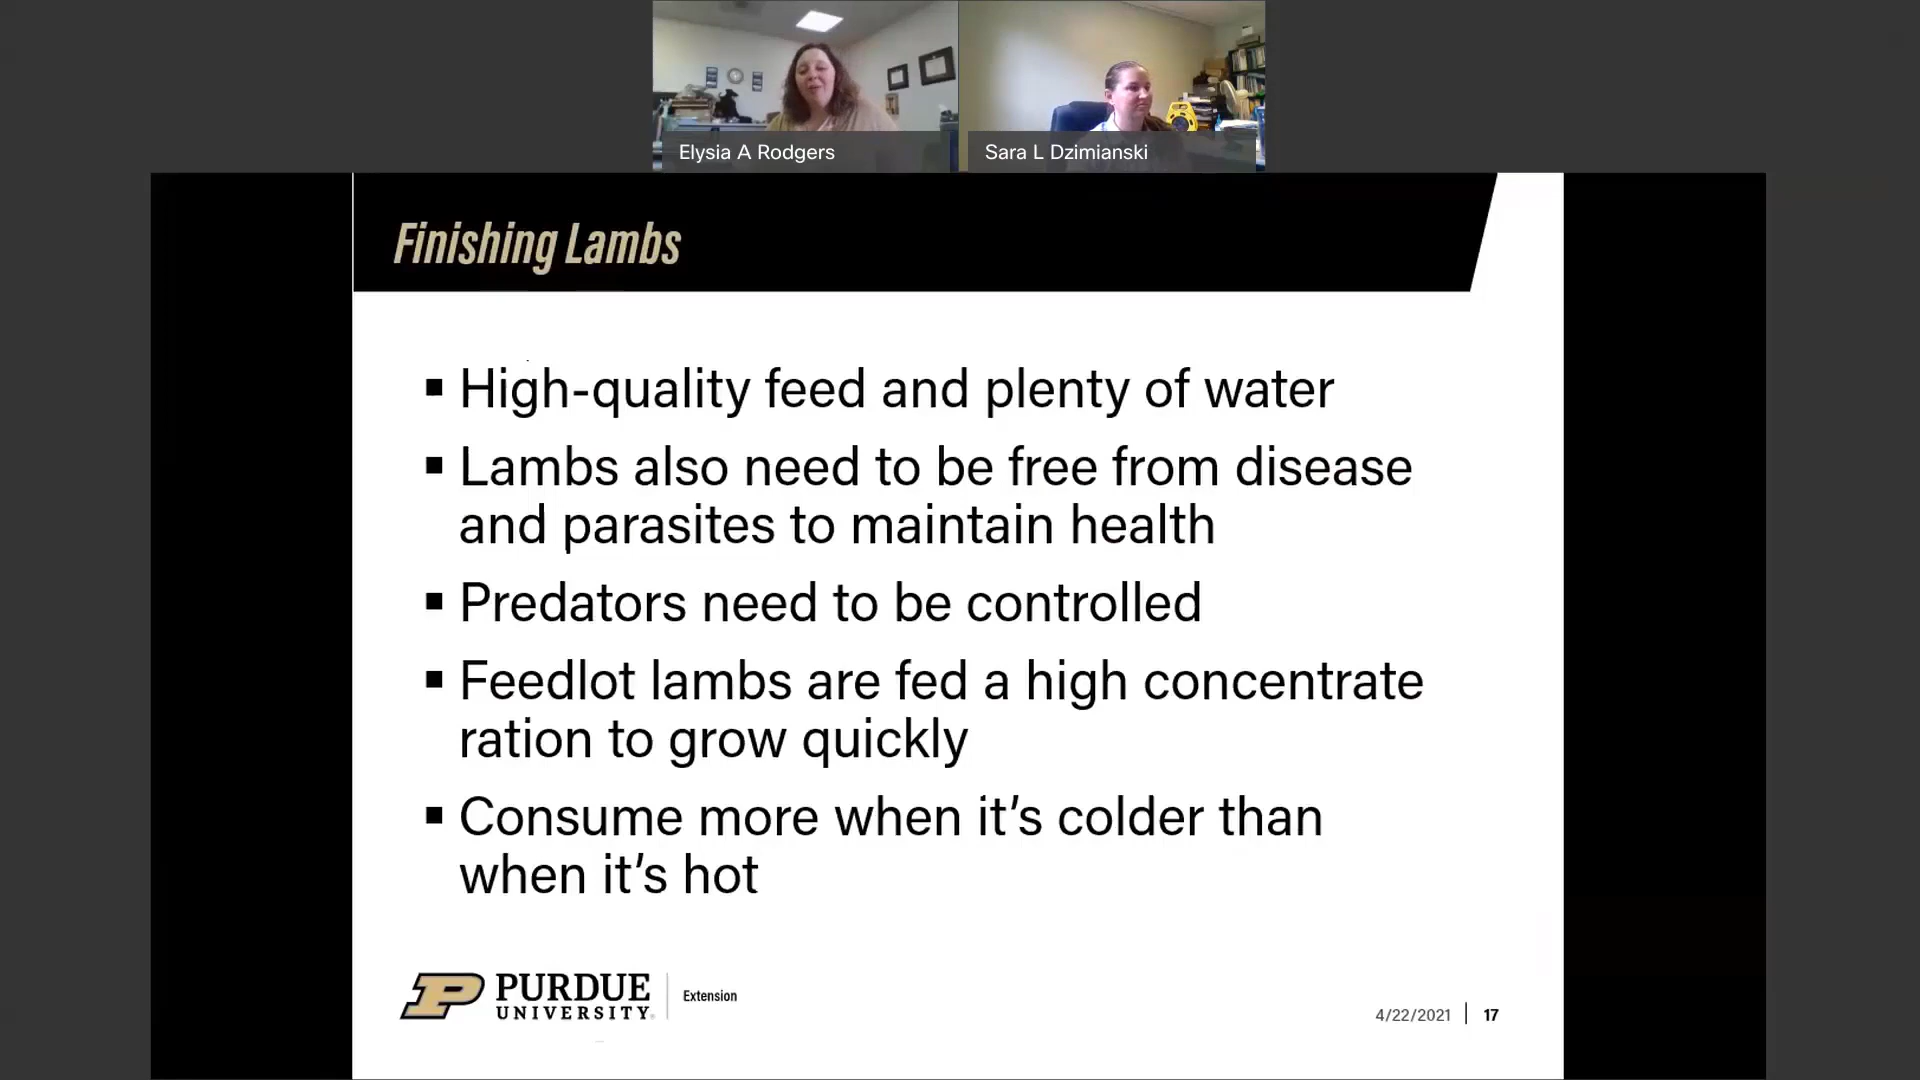 Elysia A Rodgers
Sara L Dzimianski
Finishing Lambs
▪ High-quality feed and plenty of water
▪ Lambs also need to be free from disease
and parasites to maintain health
▪ Predators need to be controlled
▪ Feedlot lambs are fed a high concentrate
ration to grow quickly
▪ Consume more when it’s colder than
when it’s hot
PURDUE
UNIVERSITY
Extension
4/22/2021 | 17